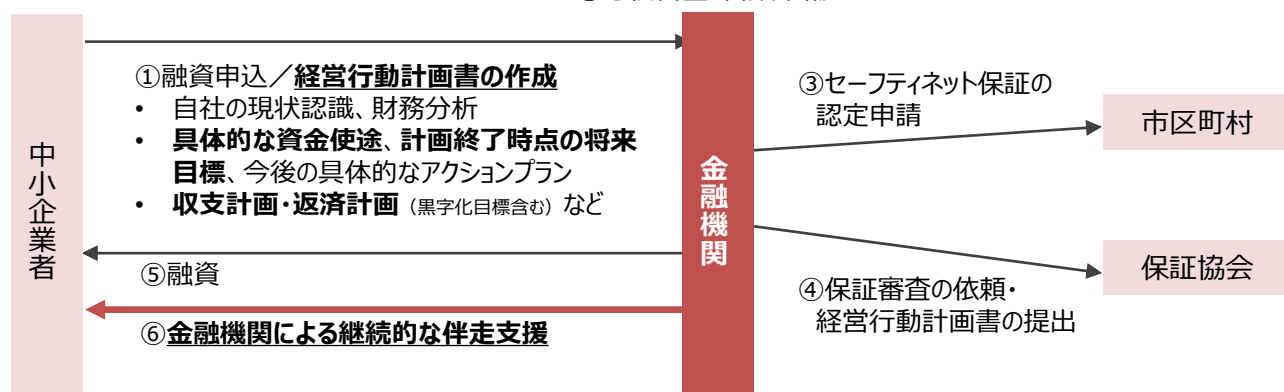 中小企業者
①融資申込／経営行動計画書の作成
• 自社の現状認識、財務分析
• 具体的な資金使途、計画終了時点の将来
目標、今後の具体的なアクションプラン
• 収支計画・返済計画（黒字化目標含む）など
⑤融資
⑥金融機関による継続的な伴走支援
金融機関
③セーフティネット保証の
認定申請
市区町村
④保証審査の依頼・
経営行動計画書の提出
保証協会